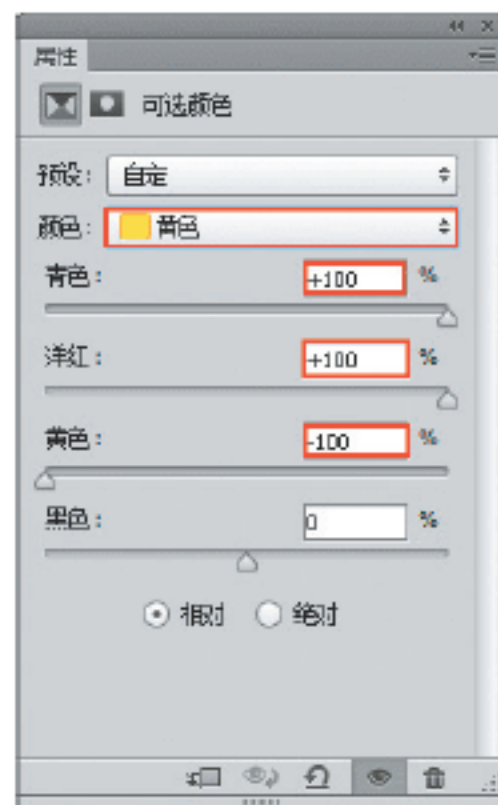 属性
可选颜色
预设： 自定
颜色： 黄色
青色： +100 %
洋红： +100 %
黄色： -100 %
黑色： 0 %
相对 绝对